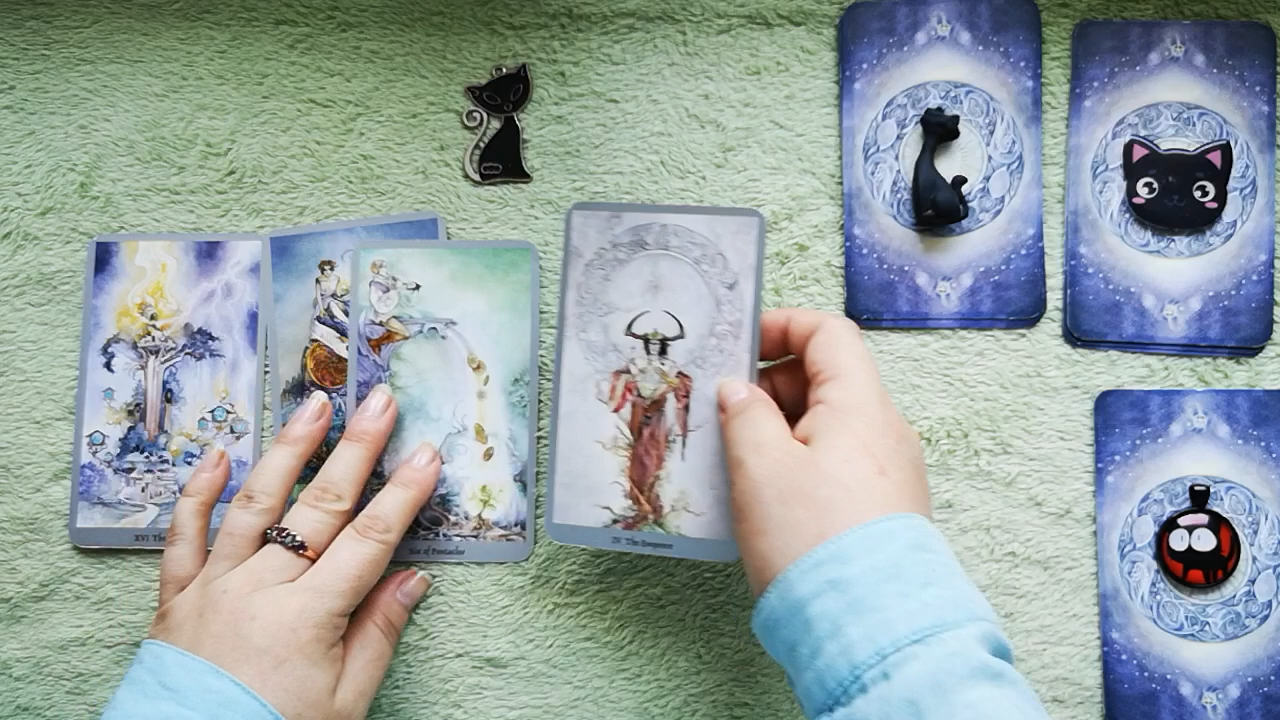 XVI The
Six of Pentacles
IV. The Emperor